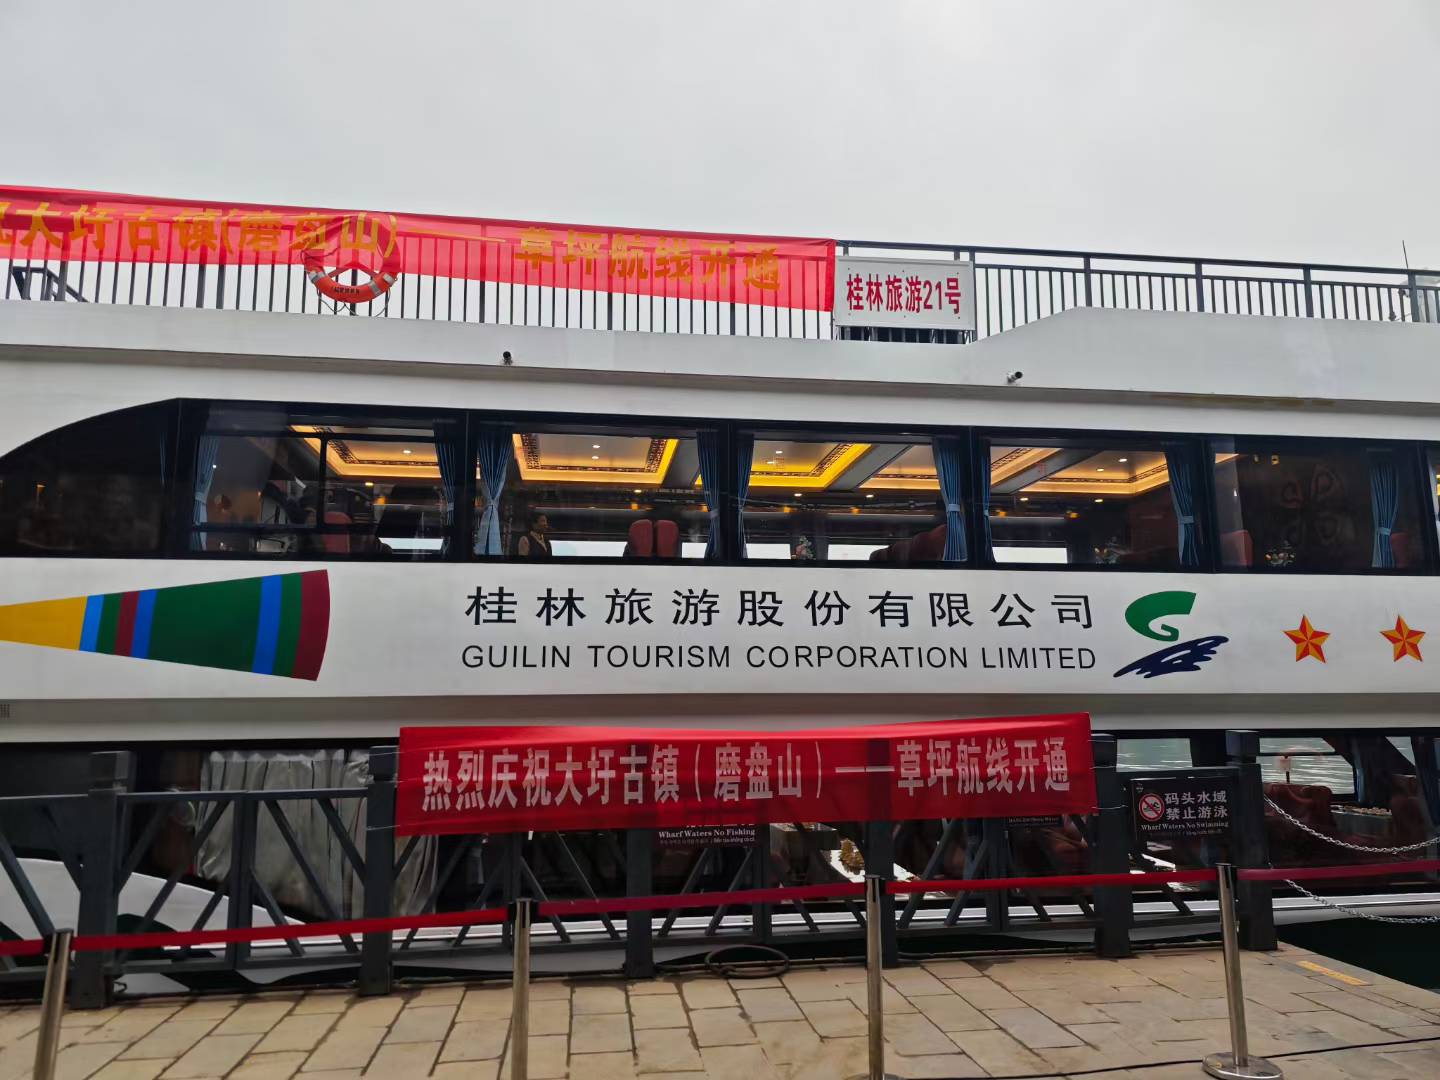 祝大圩古镇(磨盘山)——草坪航线开通
桂林旅游21号
桂林旅游股份有限公司
GUILIN TOURISM CORPORATION LIMITED
热烈庆祝大圩古镇（磨盘山）——草坪航线开通
码头水域
禁止游泳
Wharf Waters No Swimming
Wharf Waters No Fishing